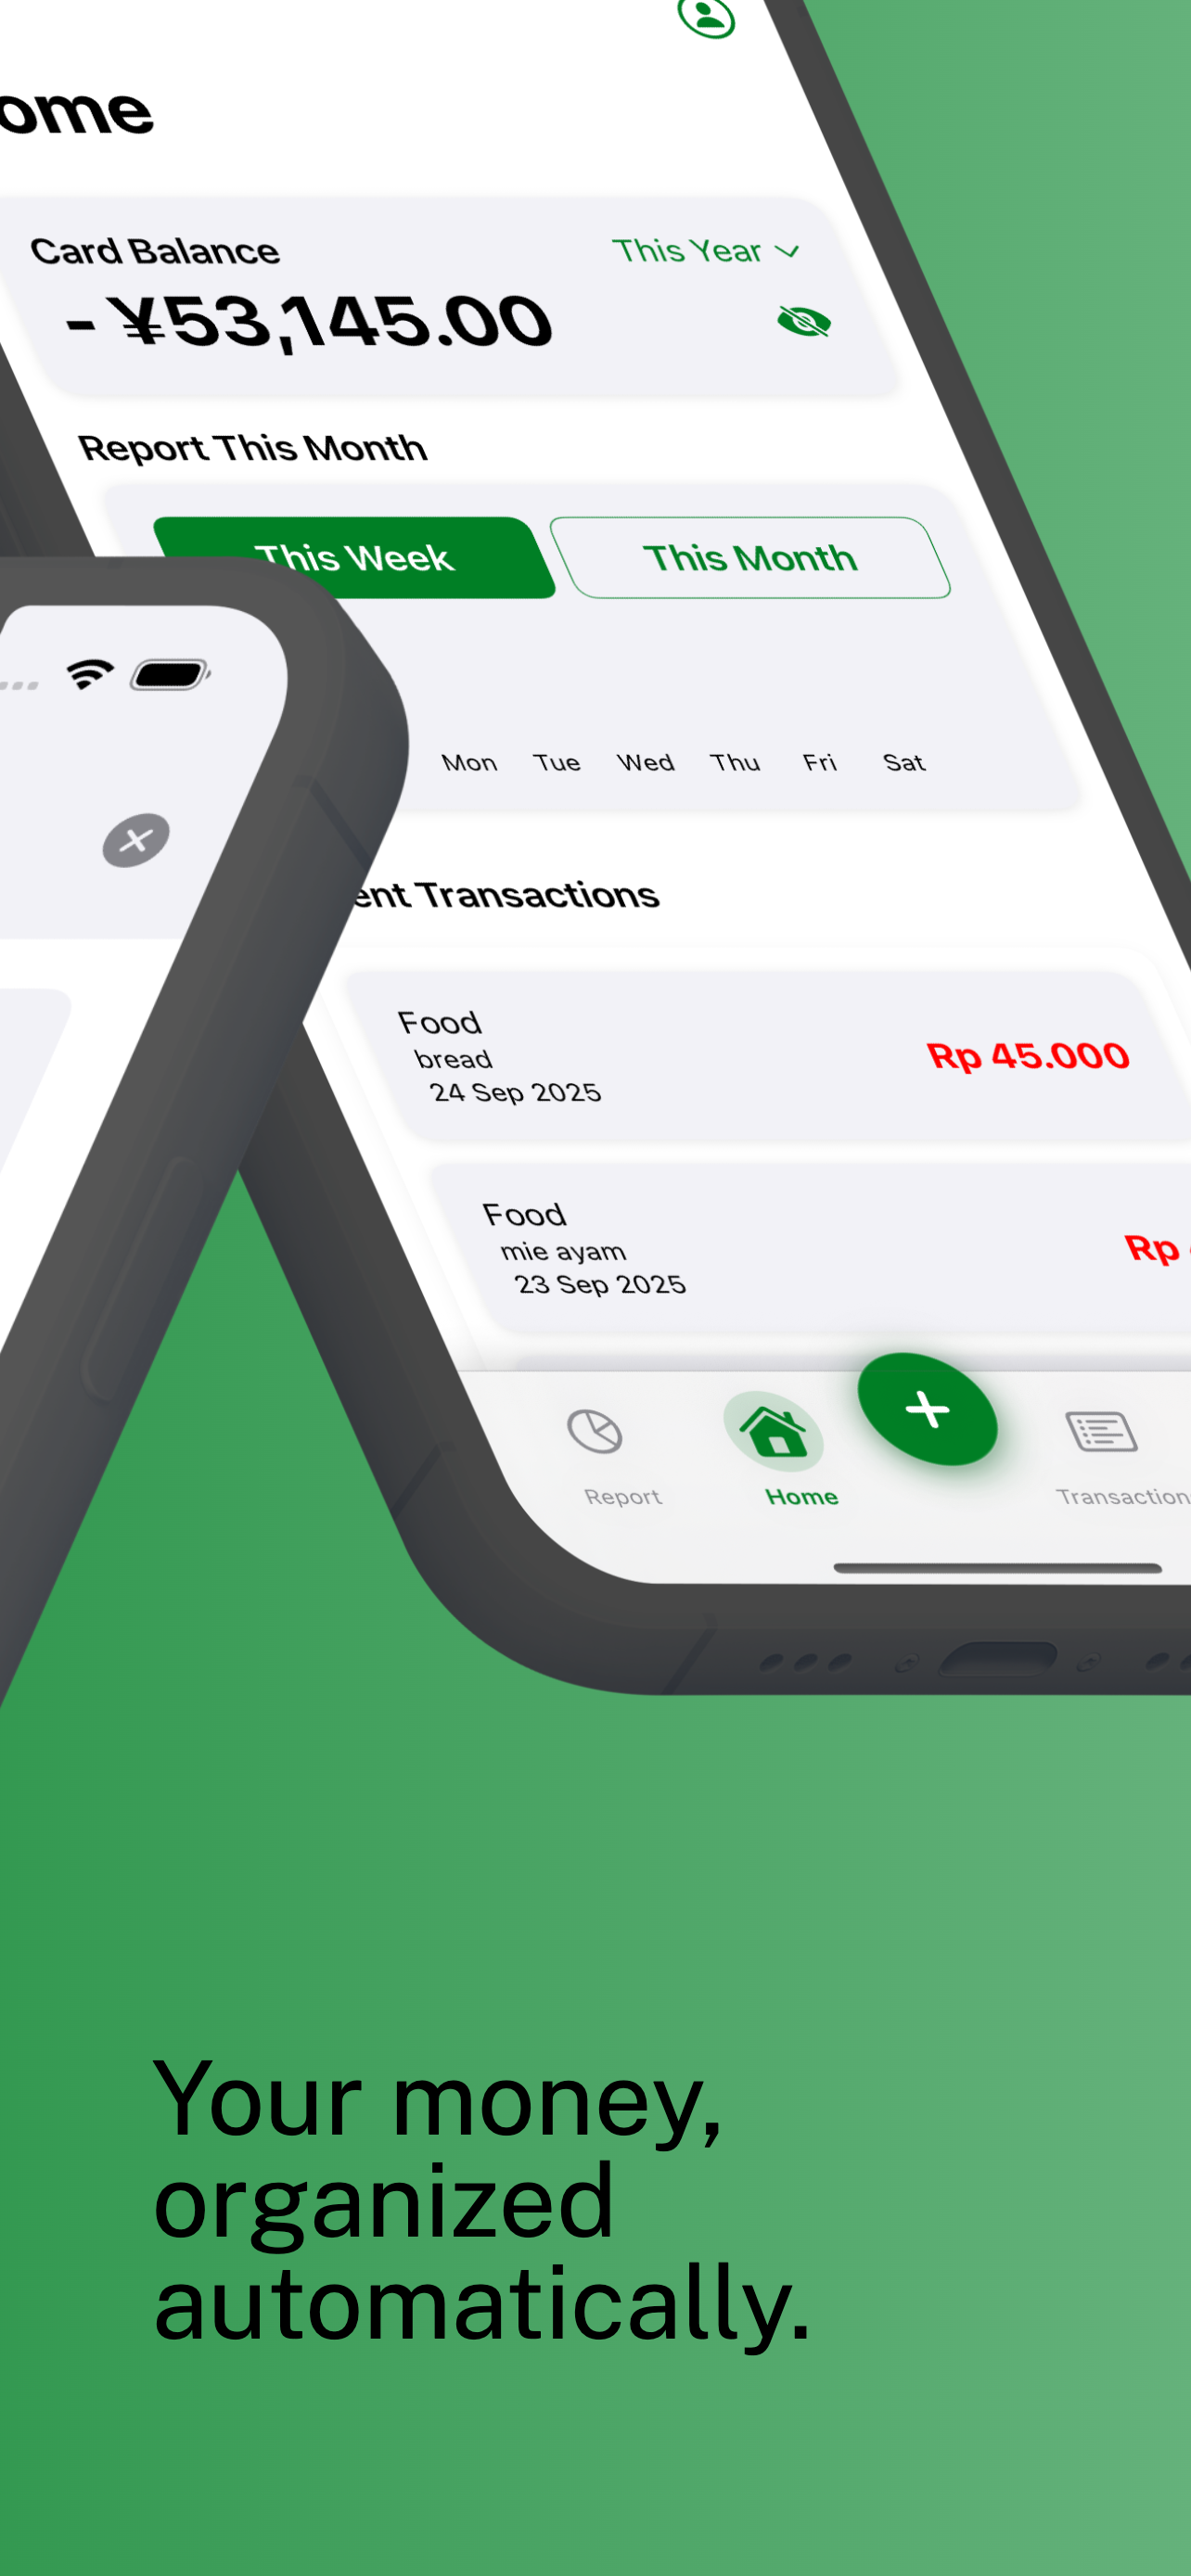 ome
Card Balance
This Year
- ¥53,145.00
Report This Month
This Week
This Month
Mon Tue Wed Thu Fri Sat
ent Transactions
Food
bread
24 Sep 2025
Rp 45.000
Food
mie ayam
23 Sep 2025
Rp
Report
Home
Transaction
Your money,
organized
automatically.